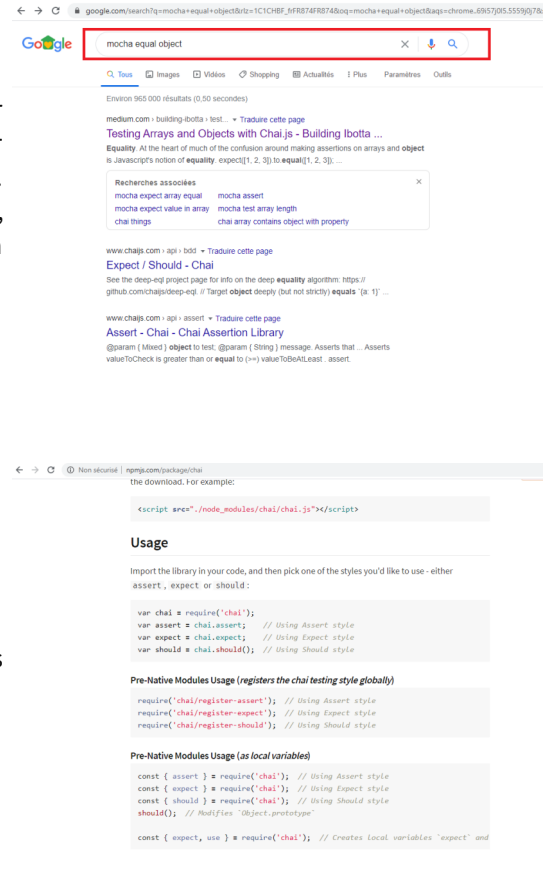 google.com/search?q=mocha+equal+object&rlz=1C1CHBF_frFR874FR874&oq=mocha+equal+object&aqs=chrome..69i57j0l5.5559j0j7&
Google
mocha equal object
Tous Images Vidéos Shopping Actualités Plus Paramètres Outils
Environ 965 000 résultats (0,50 secondes)
medium.com › building-ibotta › test... ▾ Traduire cette page
Testing Arrays and Objects with Chai.js - Building Ibotta ...
Equality. At the heart of much of the confusion around making assertions on arrays and object
is Javascript's notion of equality. expect([1, 2, 3]).to.equal([1, 2, 3]); ...
Recherches associées
mocha expect array equal mocha assert
mocha expect value in array mocha test array length
chai things chai array contains object with property
www.chaijs.com › api › bdd ▾ Traduire cette page
Expect / Should - Chai
See the deep-eql project page for info on the deep equality algorithm: https://
github.com/chaijs/deep-eql. // Target object deeply (but not strictly) equals `{a: 1}` ...
www.chaijs.com › api › assert ▾ Traduire cette page
Assert - Chai - Chai Assertion Library
@param { Mixed } object to test; @param { String } message. Asserts that ... Asserts
valueToCheck is greater than or equal to (>=) valueToBeAtLeast . assert.
Non sécurisé | npmjs.com/package/chai
the download. For example:
<script src="./node_modules/chai/chai.js"></script>
Usage
Import the library in your code, and then pick one of the styles you'd like to use - either
assert, expect or should:
var chai = require('chai');
var assert = chai.assert; // Using Assert style
var expect = chai.expect; // Using Expect style
var should = chai.should(); // Using Should style
Pre-Native Modules Usage (registers the chai testing style globally)
require('chai/register-assert'); // Using Assert style
require('chai/register-expect'); // Using Expect style
require('chai/register-should'); // Using Should style
Pre-Native Modules Usage (as local variables)
const { assert } = require('chai'); // Using Assert style
const { expect } = require('chai'); // Using Expect style
const { should } = require('chai'); // Using Should style
should(); // Modifies `Object.prototype`
const { expect, use } = require('chai'); // Creates local variables `expect` and